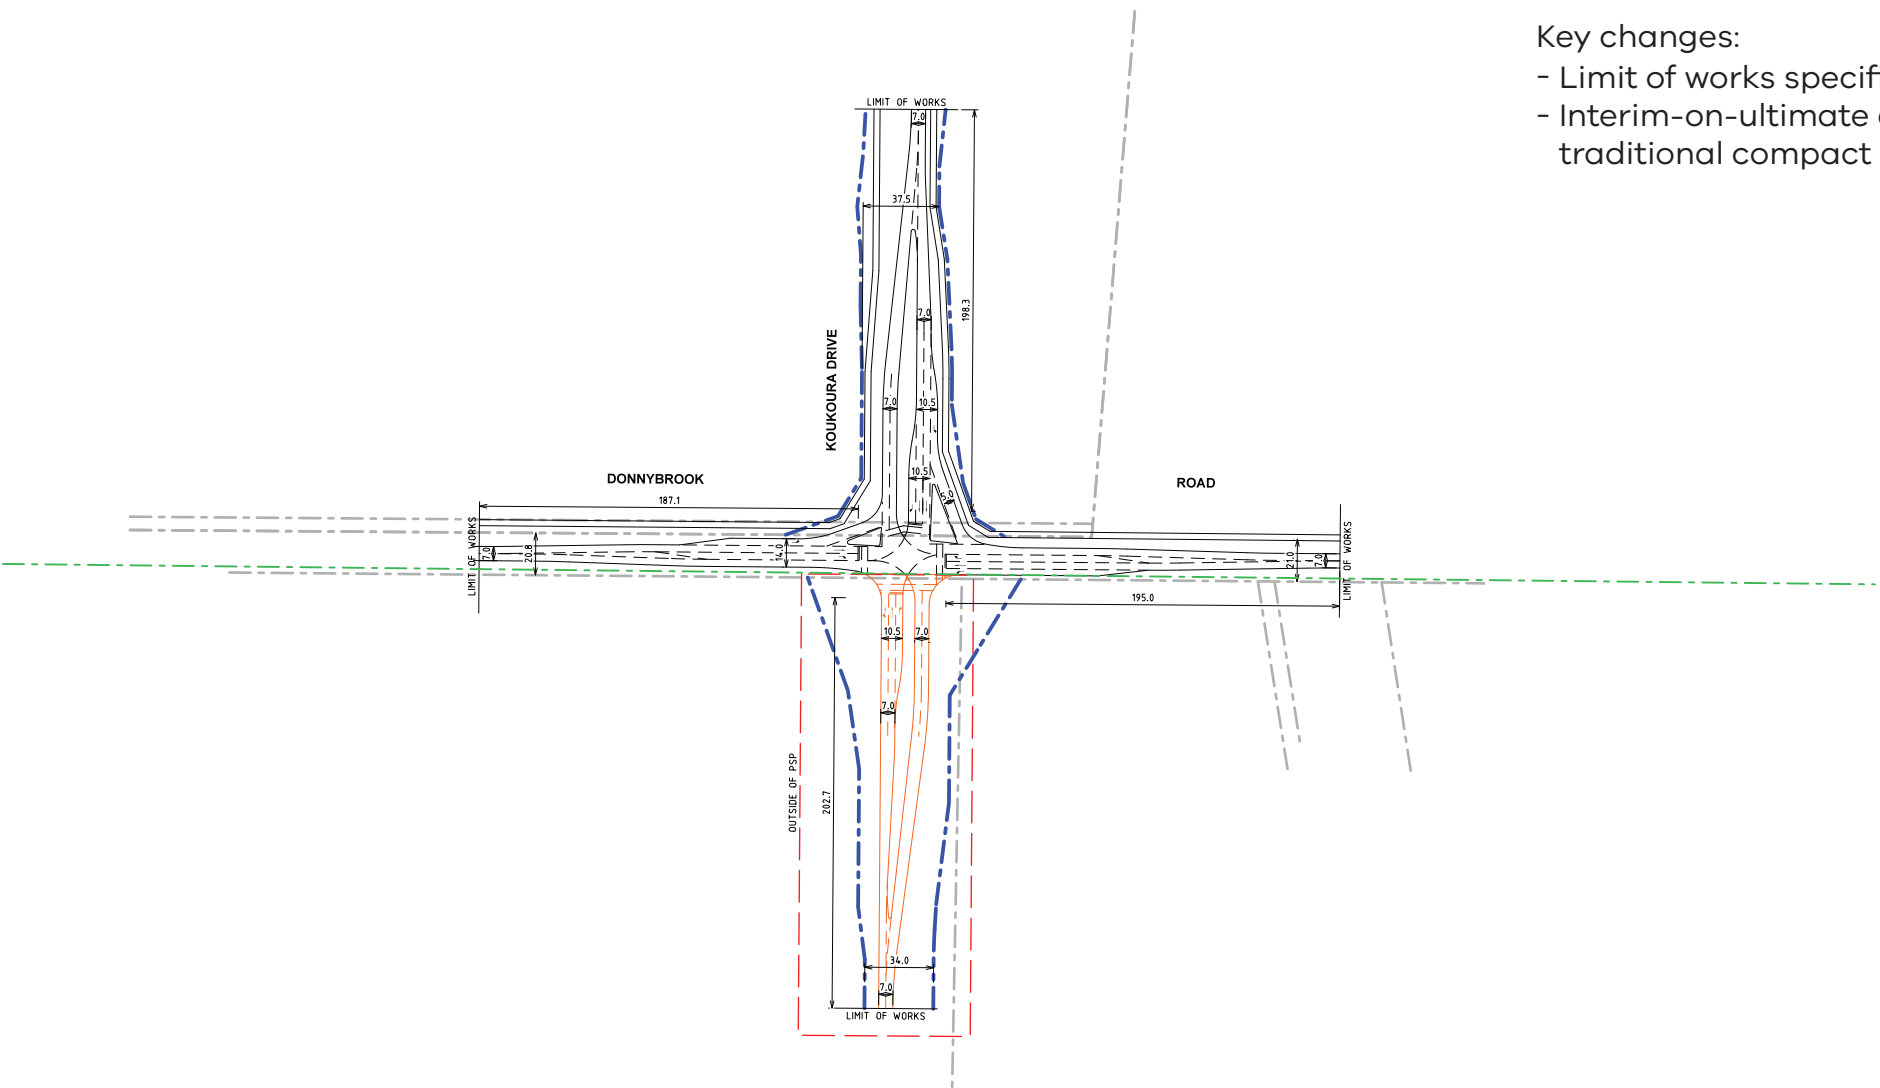 Key changes:
- Limit of works
- Interim-on-ultimate
traditional compact
LIMIT OF WORKS
7.0
37.5
198.3
7.0
KOUKOURA DRIVE
7.0
10.5
10.5
5.0
DONNYBROOK
ROAD
187.1
LIMIT OF WORKS
7.0
20.8
14.0
21.0
7.0
LIMIT OF WORKS
195.0
10.5
7.0
7.0
OUTSIDE OF PSP
202.7
34.0
7.0
LIMIT OF WORKS